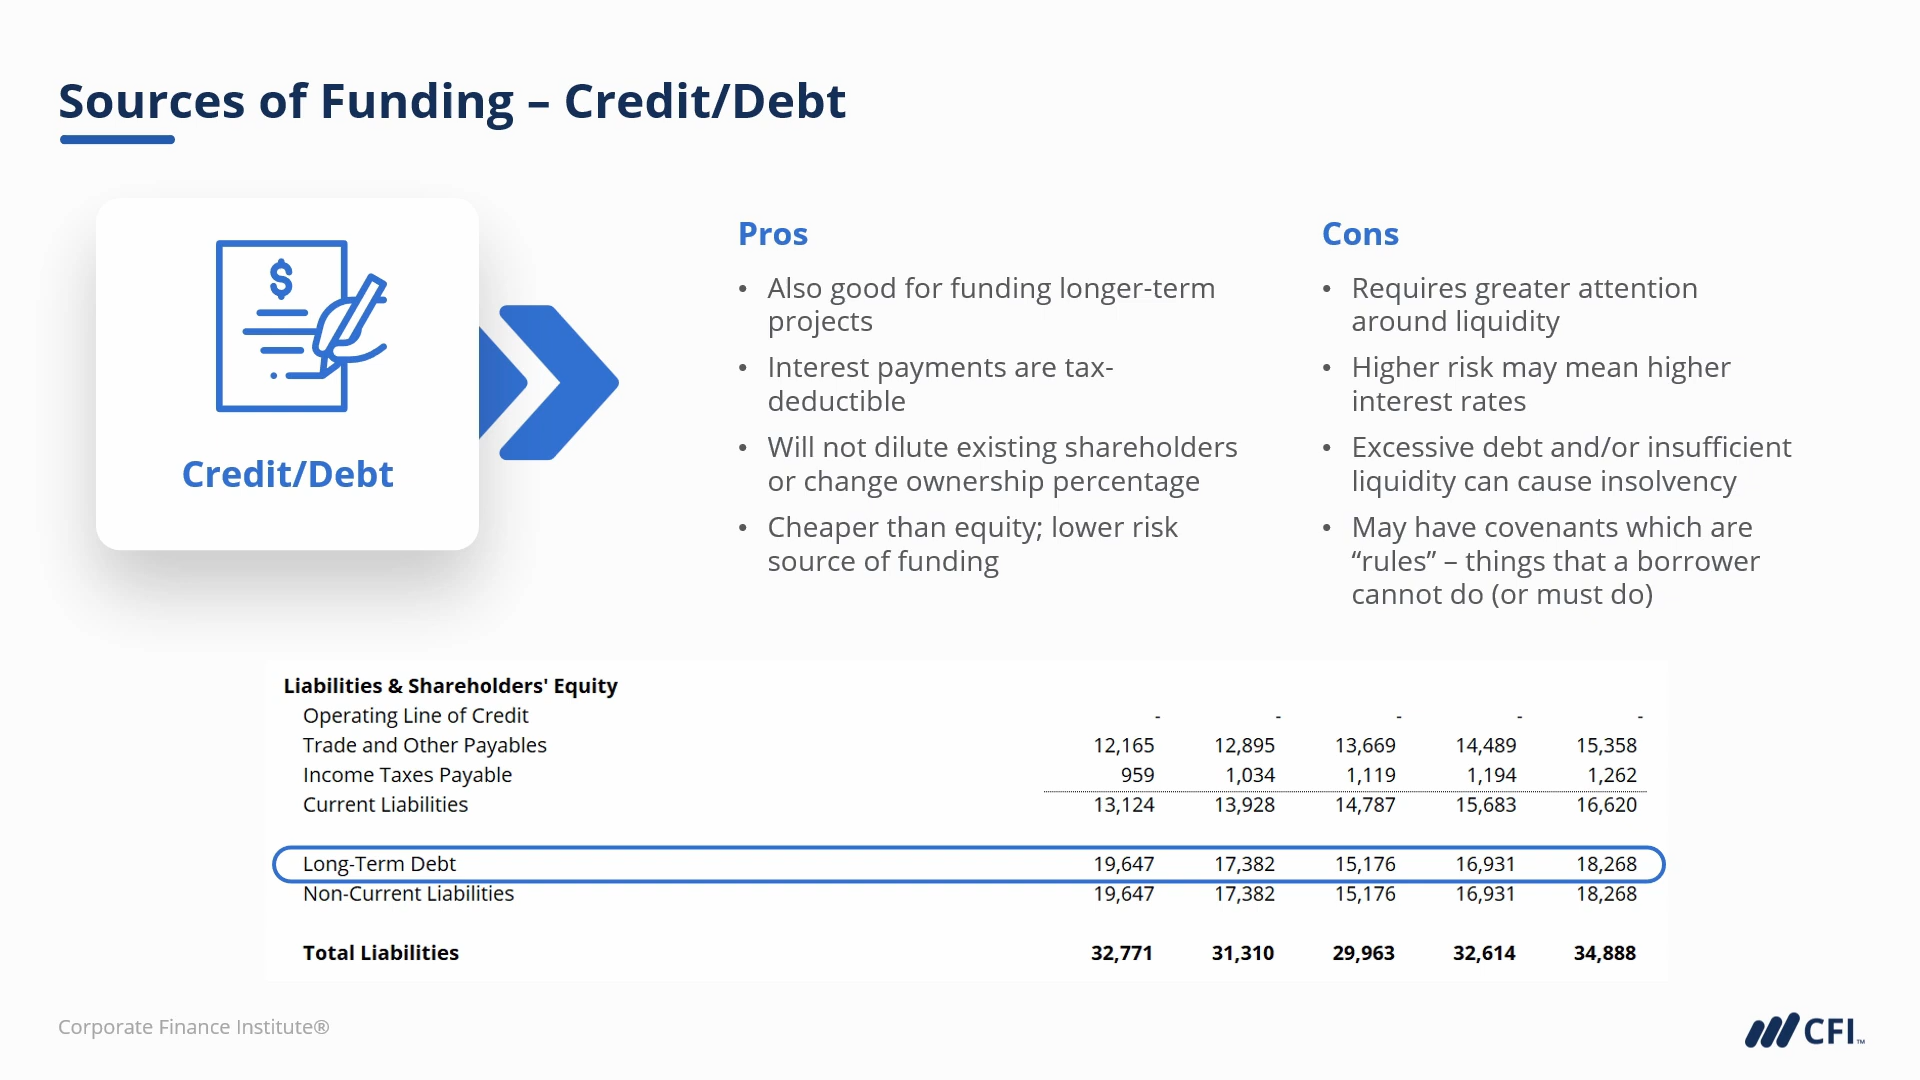 Sources of Funding – Credit/Debt
$
Credit/Debt
Pros
• Also good for funding longer-term
projects
• Interest payments are tax-
deductible
• Will not dilute existing shareholders
or change ownership percentage
• Cheaper than equity; lower risk
source of funding
Cons
• Requires greater attention
around liquidity
• Higher risk may mean higher
interest rates
• Excessive debt and/or insufficient
liquidity can cause insolvency
• May have covenants which are
“rules” – things that a borrower
cannot do (or must do)
Liabilities & Shareholders' Equity
Operating Line of Credit - - - - -
Trade and Other Payables 12,165 12,895 13,669 14,489 15,358
Income Taxes Payable 959 1,034 1,119 1,194 1,262
Current Liabilities 13,124 13,928 14,787 15,683 16,620
Long-Term Debt 19,647 17,382 15,176 16,931 18,268
Non-Current Liabilities 19,647 17,382 15,176 16,931 18,268
Total Liabilities 32,771 31,310 29,963 32,614 34,888
Corporate Finance Institute®
CFI™